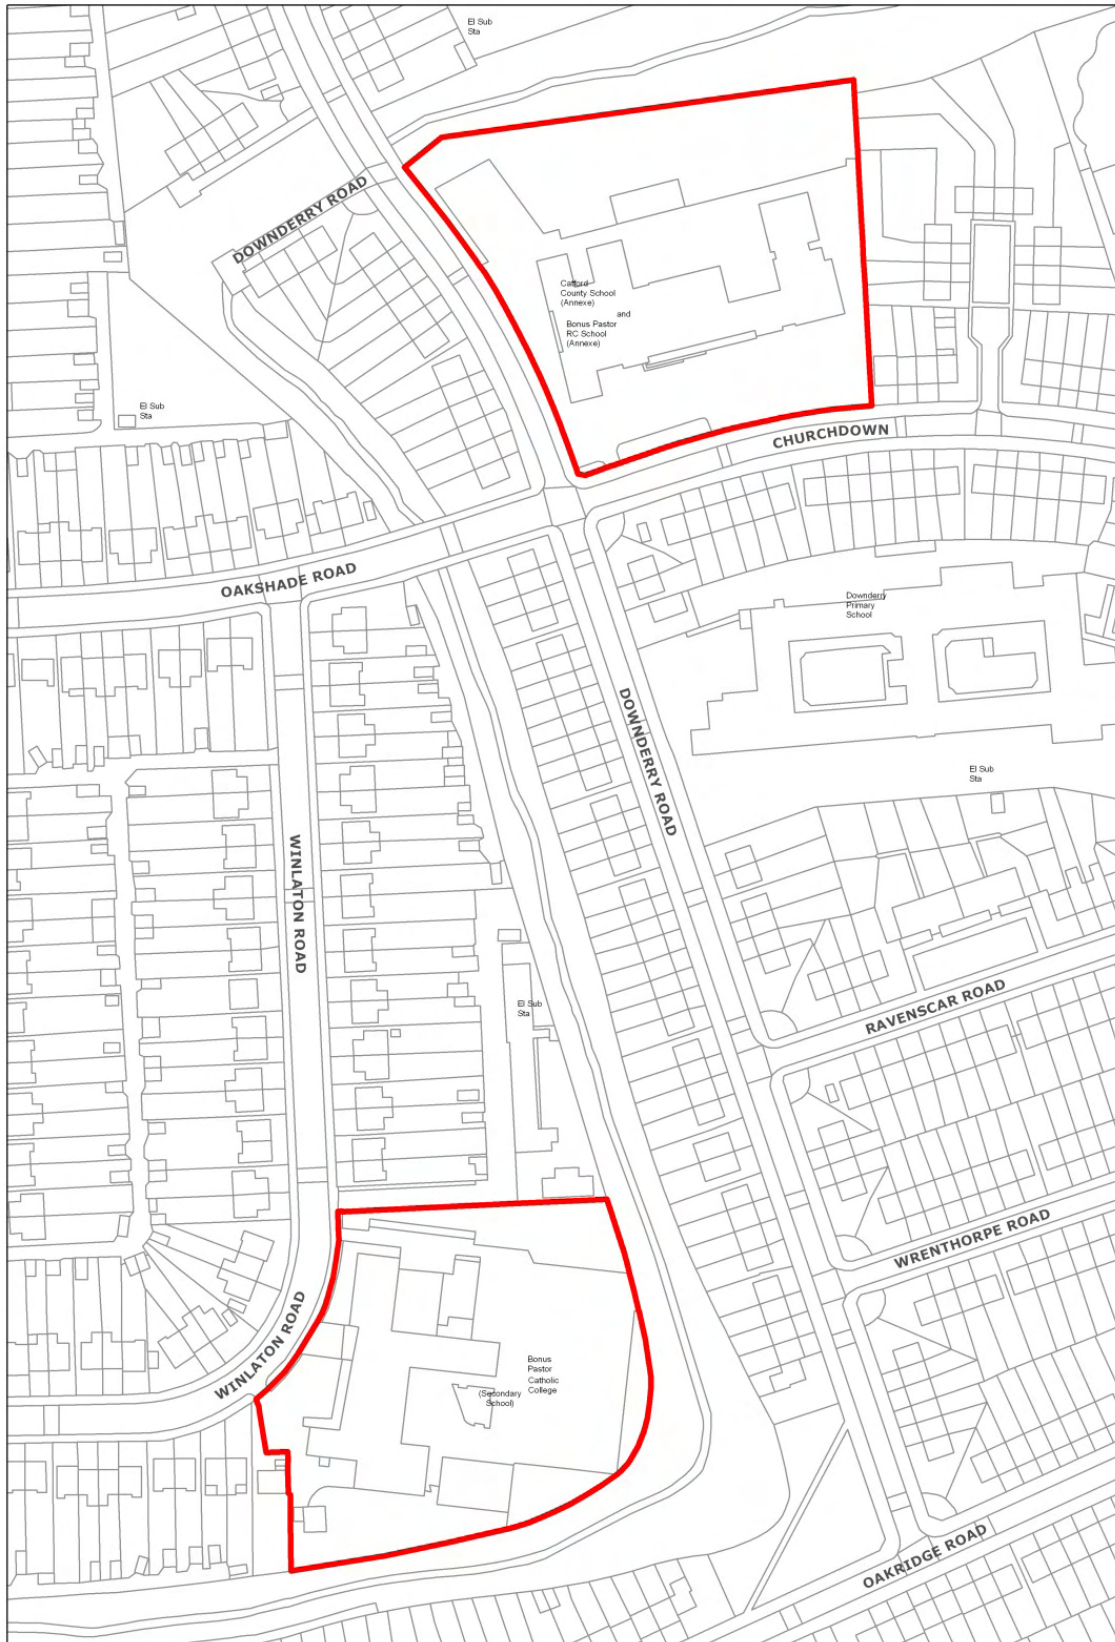 El Sub
Sta
DOWNDERRY ROAD
Catford
County School
(Annexe)
and
Bonus Pastor
RC School
(Annexe)
El Sub
Sta
CHURCHDOWN
OAKSHADE ROAD
Downderry
Primary
School
DOWNDERRY ROAD
El Sub
Sta
WINLATON ROAD
El Sub
Sta
RAVENSCAR ROAD
WRENTHORPE ROAD
WINLATON ROAD
Bonus
Pastor
Catholic
College
(Secondary
School)
OAKRIDGE ROAD